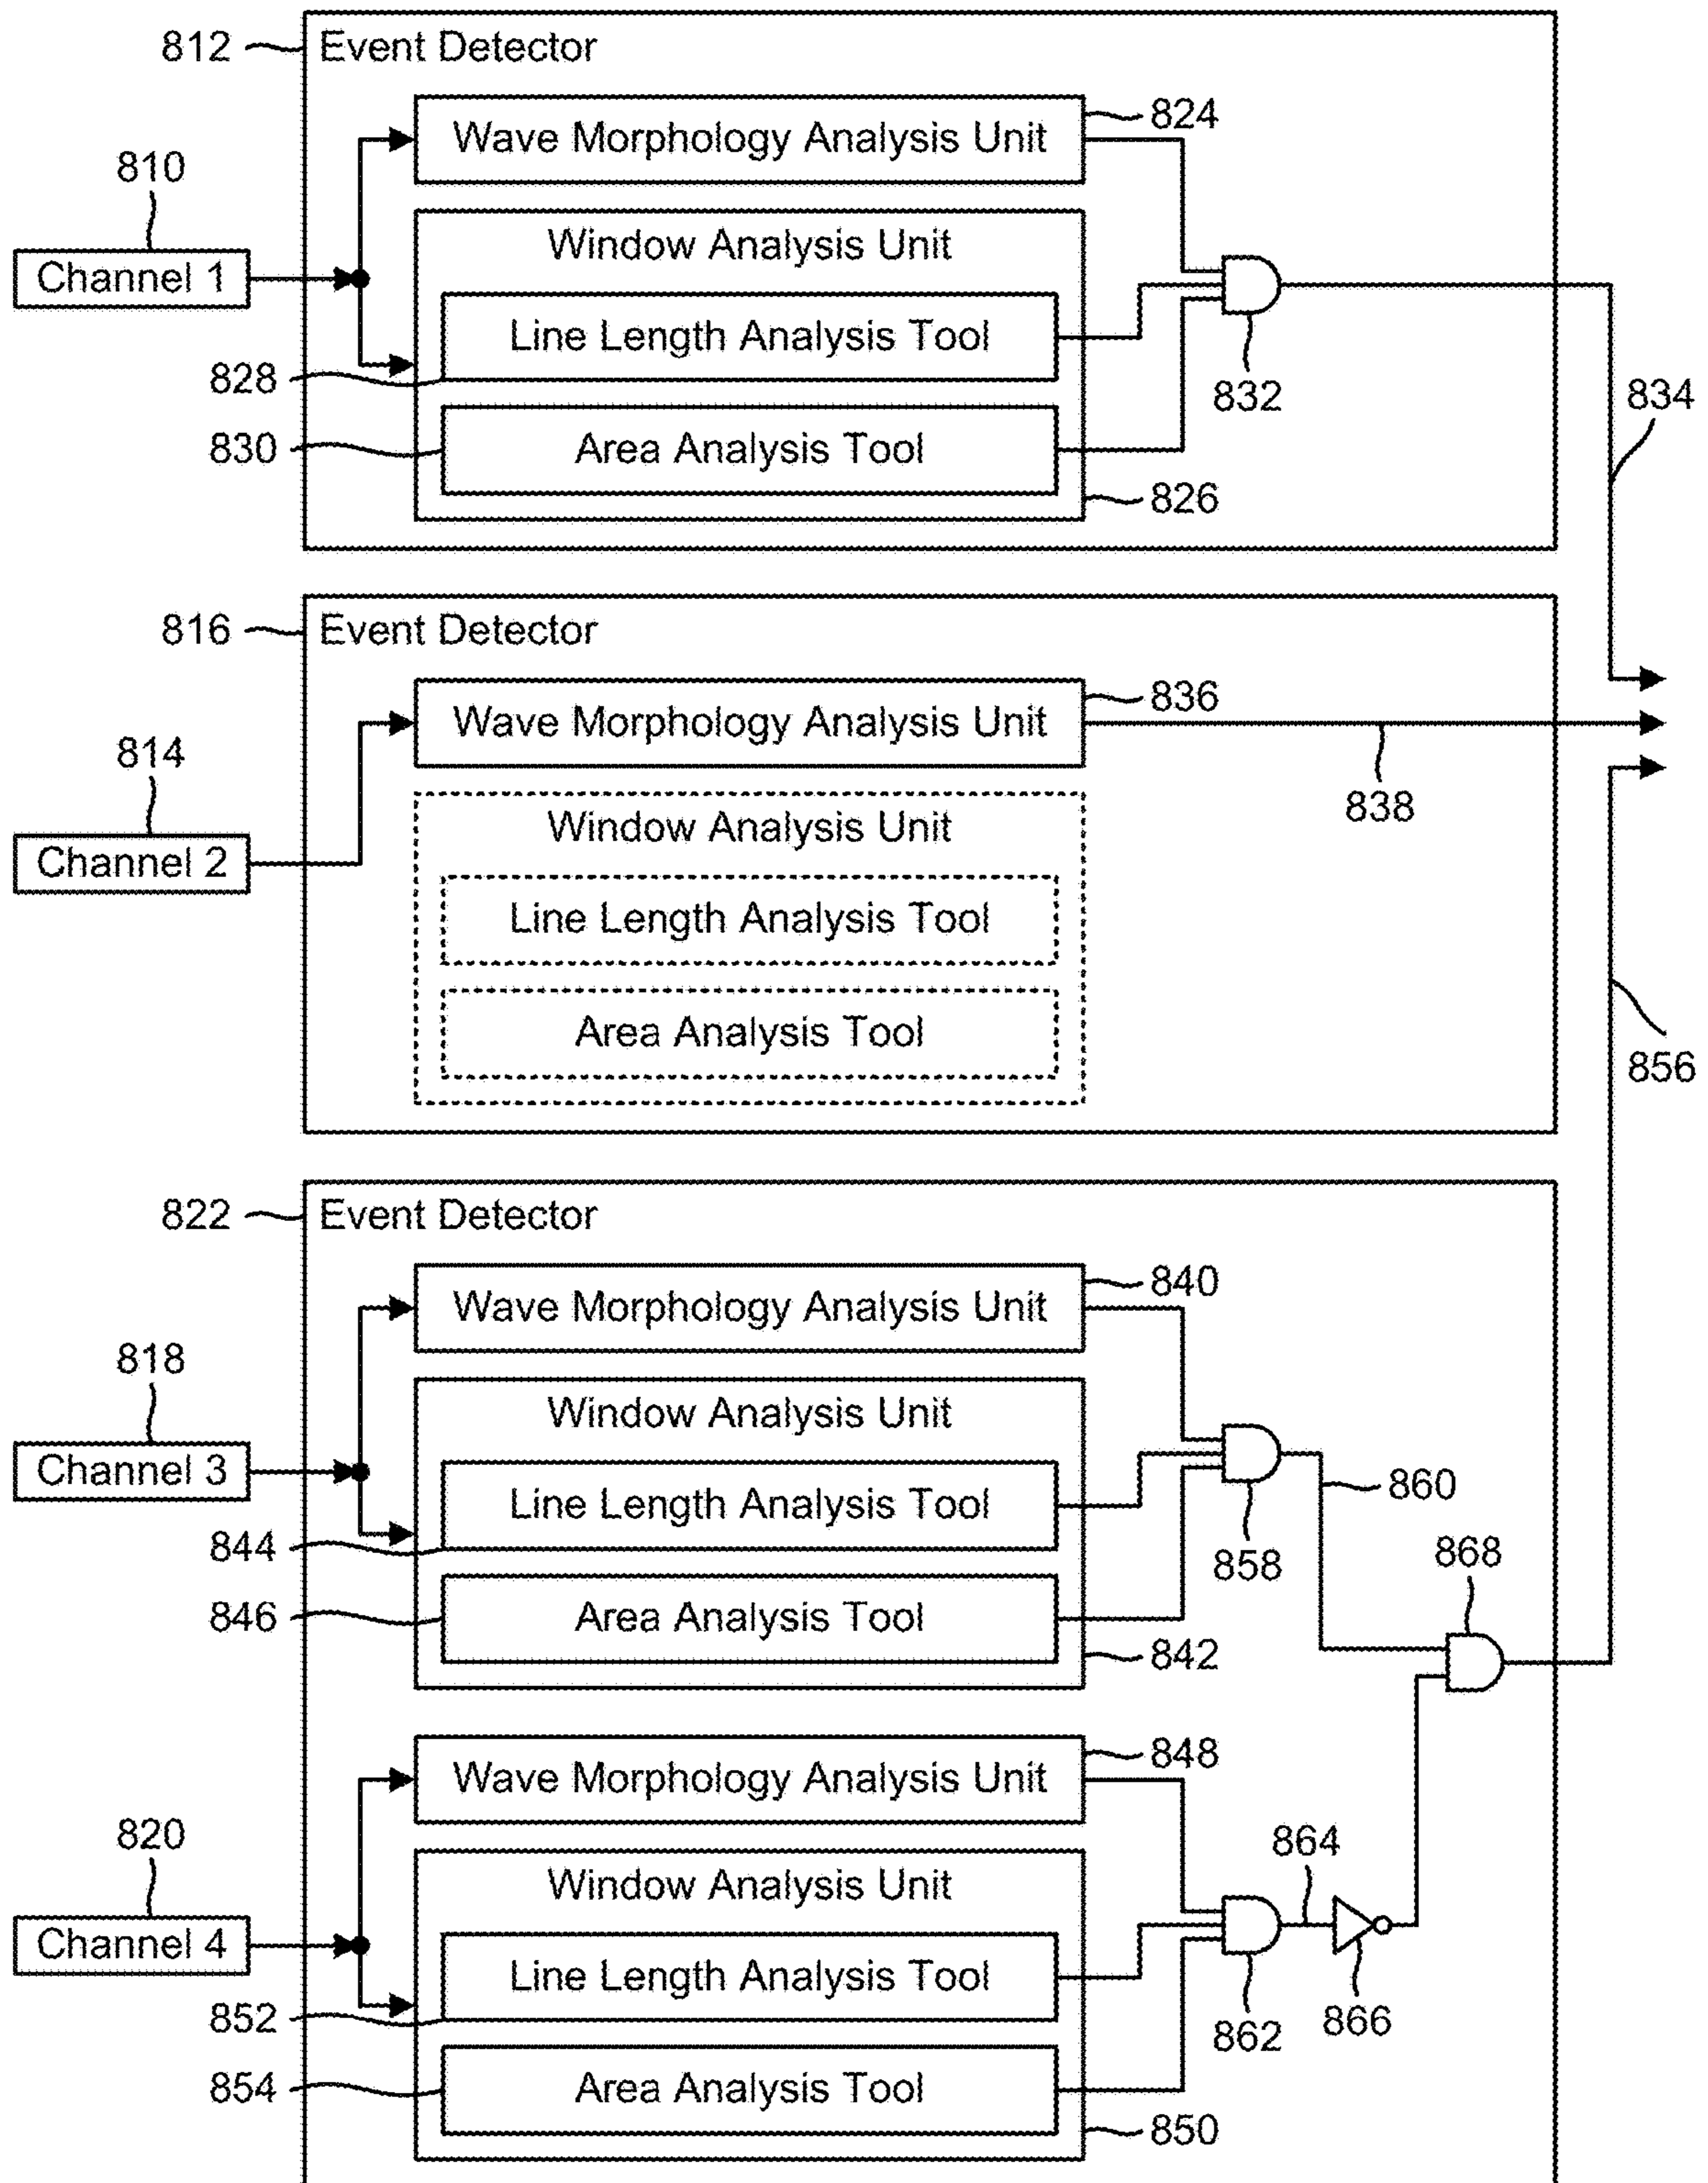 812
Event Detector
824
Wave Morphology Analysis Unit
810
Channel 1
Window Analysis Unit
Line Length Analysis Tool
828
832
834
830
Area Analysis Tool
826
816
Event Detector
836
Wave Morphology Analysis Unit
838
814
Channel 2
Window Analysis Unit
Line Length Analysis Tool
Area Analysis Tool
856
822
Event Detector
840
Wave Morphology Analysis Unit
818
Channel 3
Window Analysis Unit
860
Line Length Analysis Tool
844
858
868
846
Area Analysis Tool
842
848
Wave Morphology Analysis Unit
820
Channel 4
864
Window Analysis Unit
Line Length Analysis Tool
852
862
866
854
Area Analysis Tool
850